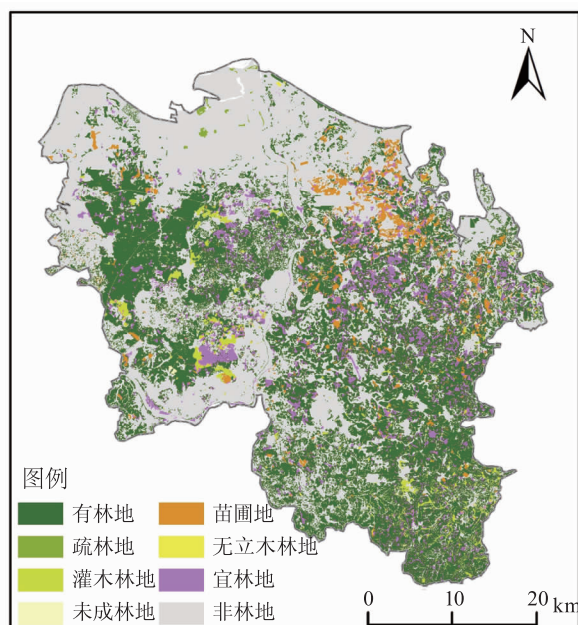 N
图例
有林地 苗圃地
疏林地 无立木林地
灌木林地 宜林地
未成林地 非林地
0 10 20 km